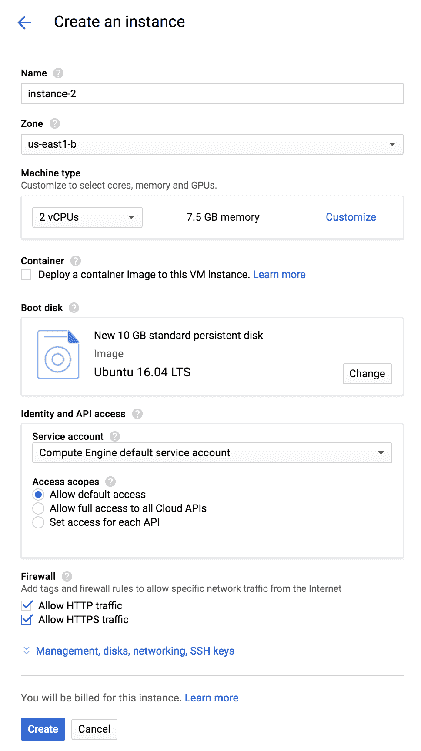 Create an instance
Name
instance-2
Zone
us-east1-b
Machine type
Customize to select cores, memory and GPUs.
2 vCPUs 7.5 GB memory Customize
Container
Deploy a container image to this VM instance. Learn more
Boot disk
New 10 GB standard persistent disk
Image
Ubuntu 16.04 LTS
Change
Identity and API access
Service account
Compute Engine default service account
Access scopes
Allow default access
Allow full access to all Cloud APIs
Set access for each API
Firewall
Add tags and firewall rules to allow specific network traffic from the Internet
Allow HTTP traffic
Allow HTTPS traffic
Management, disks, networking, SSH keys
You will be billed for this instance. Learn more
Create Cancel